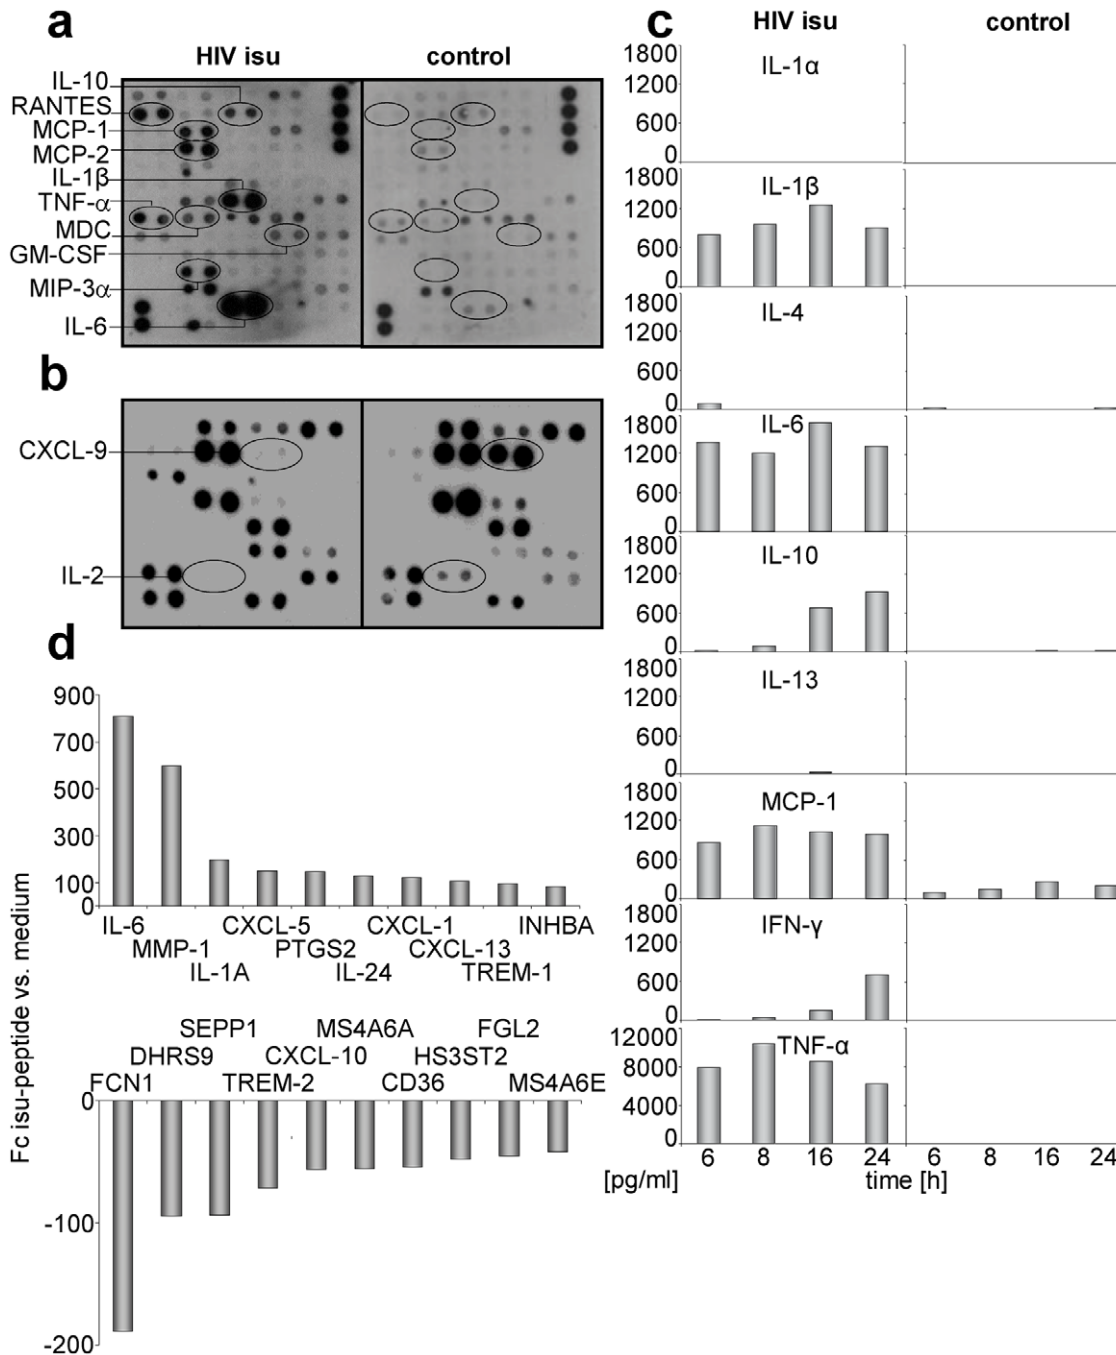 a
HIV isu
control
IL-10
RANTES
MCP-1
MCP-2
IL-1β
TNF-α
MDC
GM-CSF
MIP-3α
IL-6
b
CXCL-9
IL-2
c
HIV isu
control
1800
1200
600
0
IL-1α
1800
1200
600
0
IL-1β
1800
1200
600
0
IL-4
1800
1200
600
0
IL-6
1800
1200
600
0
IL-10
1800
1200
600
0
IL-13
1800
1200
600
0
MCP-1
1800
1200
600
0
IFN-γ
12000
8000
4000
0
TNF-α
6 8 16 24 6 8 16 24
[pg/ml] time [h]
d
Fc isu-peptide vs. medium
900
700
500
300
100
0
IL-6 CXCL-5 CXCL-1 INHBA
MMP-1 PTGS2 CXCL-13
IL-1A IL-24 TREM-1
SEPP1 MS4A6A FGL2
DHRS9 CXCL-10 HS3ST2
FCN1 TREM-2 CD36 MS4A6E
0
-100
-200